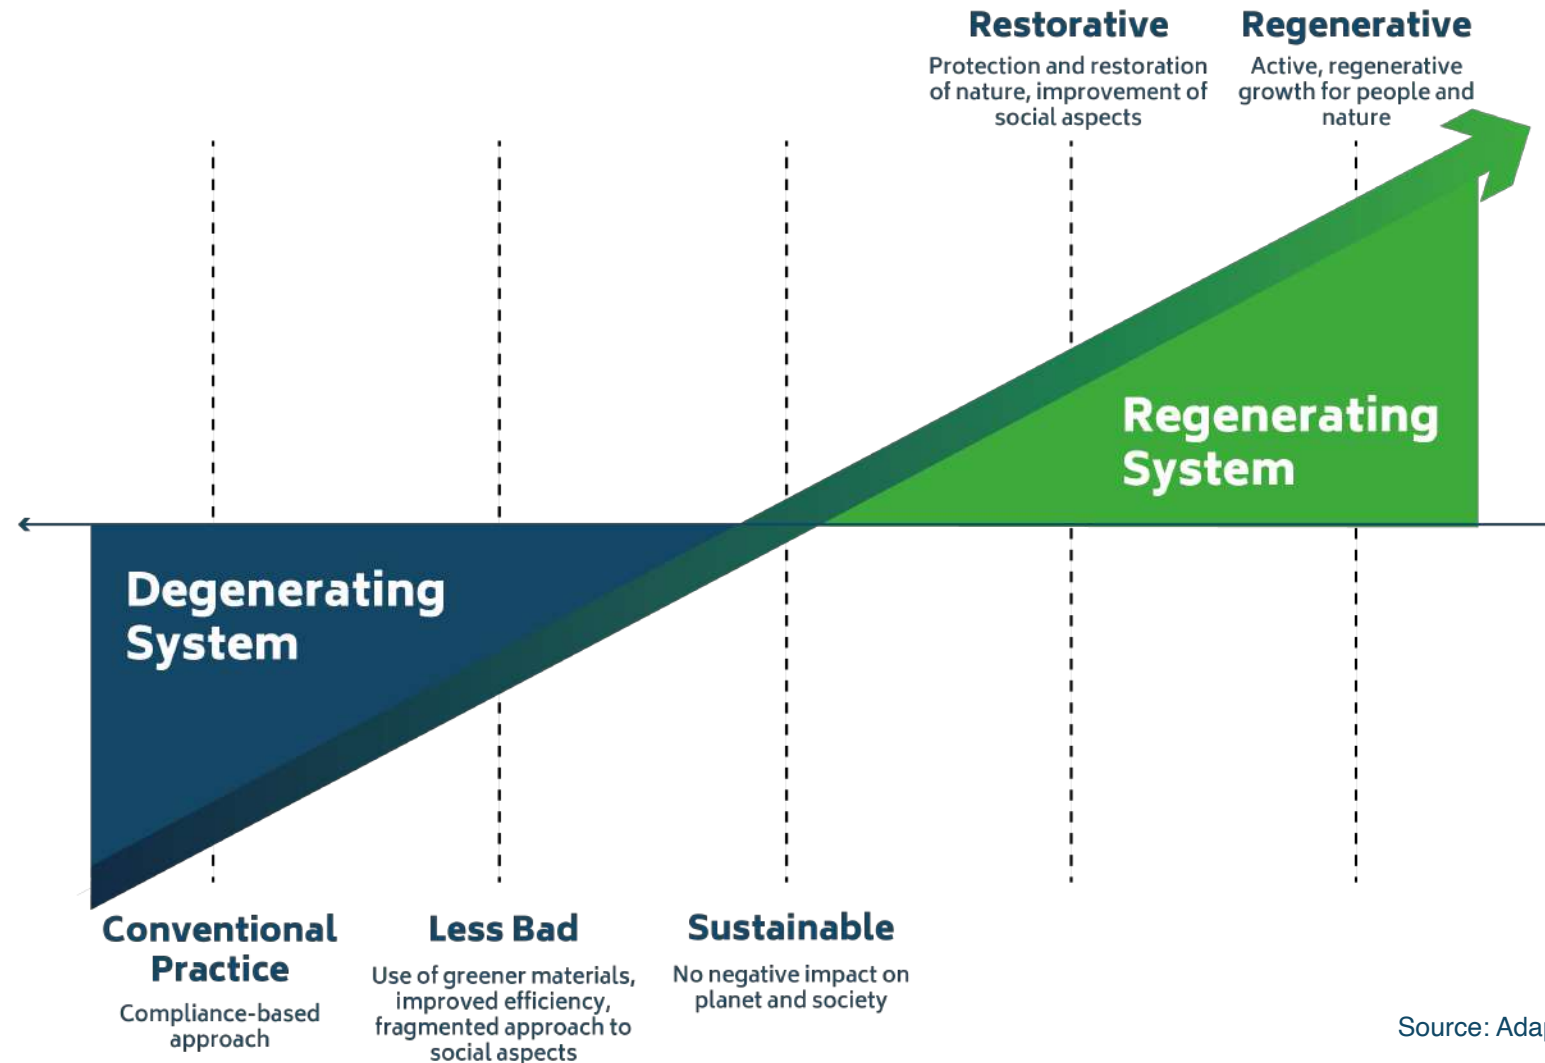 Restorative
Protection and restoration
of nature, improvement of
social aspects
Regenerative
Active, regenerative
growth for people and
nature
Regenerating
System
Degenerating
System
Conventional
Practice
Compliance-based
approach
Less Bad
Use of greener materials,
improved efficiency,
fragmented approach to
social aspects
Sustainable
No negative impact on
planet and society
Source: